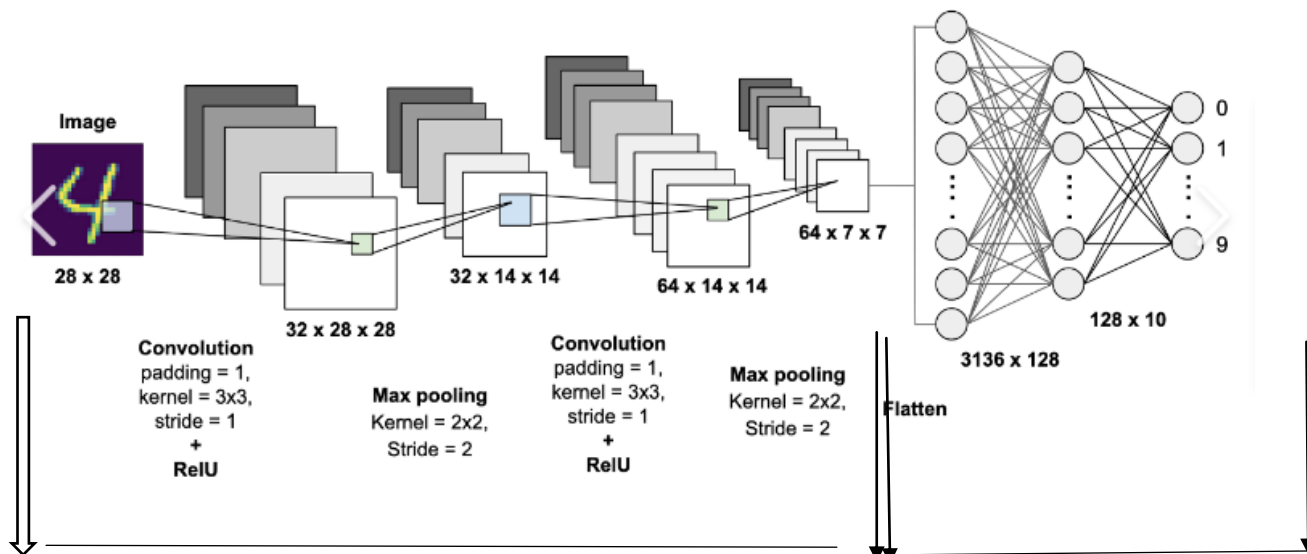 Image
28 x 28
32 x 28 x 28
Convolution
padding = 1,
kernel = 3x3,
stride = 1
+
RelU
32 x 14 x 14
Max pooling
Kernel = 2x2,
Stride = 2
64 x 14 x 14
Convolution
padding = 1,
kernel = 3x3,
stride = 1
+
RelU
64 x 7 x 7
Max pooling
Kernel = 2x2,
Stride = 2
Flatten
3136 x 128
128 x 10
0
1
9